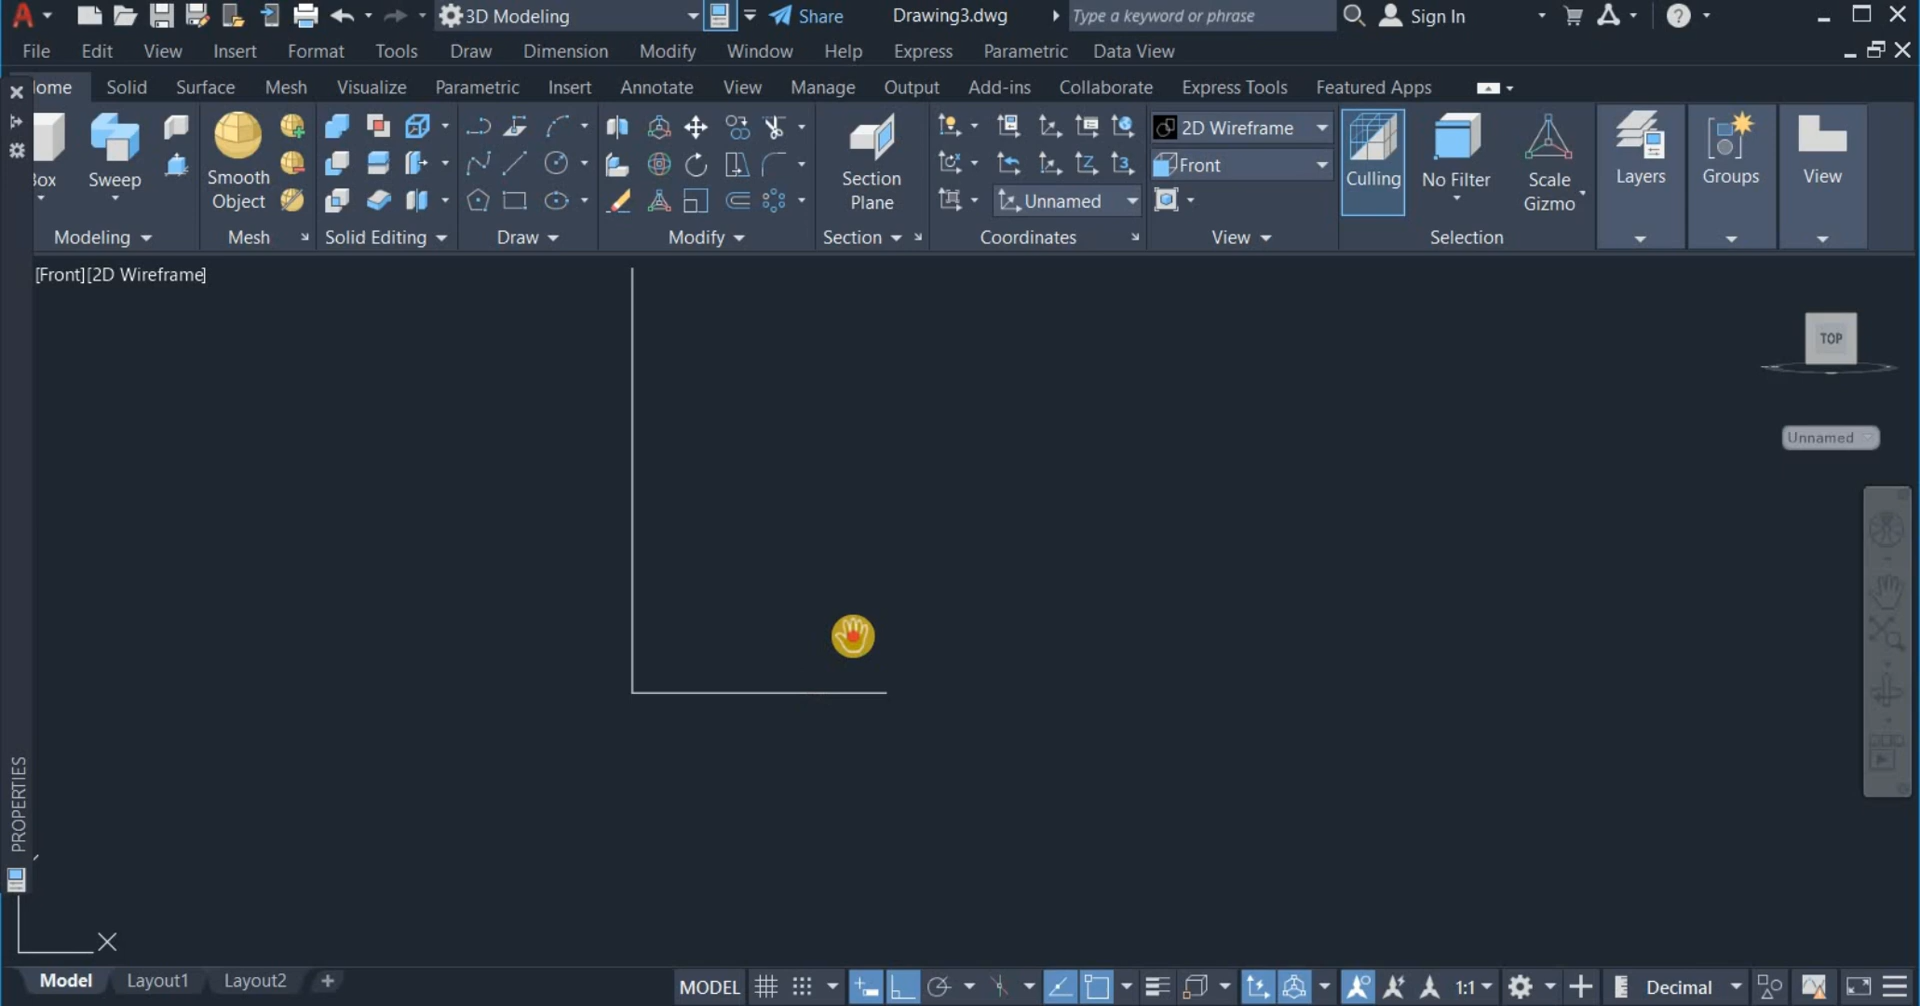 3D Modeling Share Drawing3.dwg Type a keyword or phrase Sign In
File Edit View Insert Format Tools Draw Dimension Modify Window Help Express Parametric Data View
ome Solid Surface Mesh Visualize Parametric Insert Annotate View Manage Output Add-ins Collaborate Express Tools Featured Apps
ox Sweep Smooth Object Section Plane Unnamed 2D Wireframe Front Culling No Filter Scale Gizmo Layers Groups View
Modeling Mesh Solid Editing Draw Modify Section Coordinates View Selection
[Front][2D Wireframe]
TOP
Unnamed
PROPERTIES
X
Model Layout1 Layout2 + MODEL 1:1 Decimal